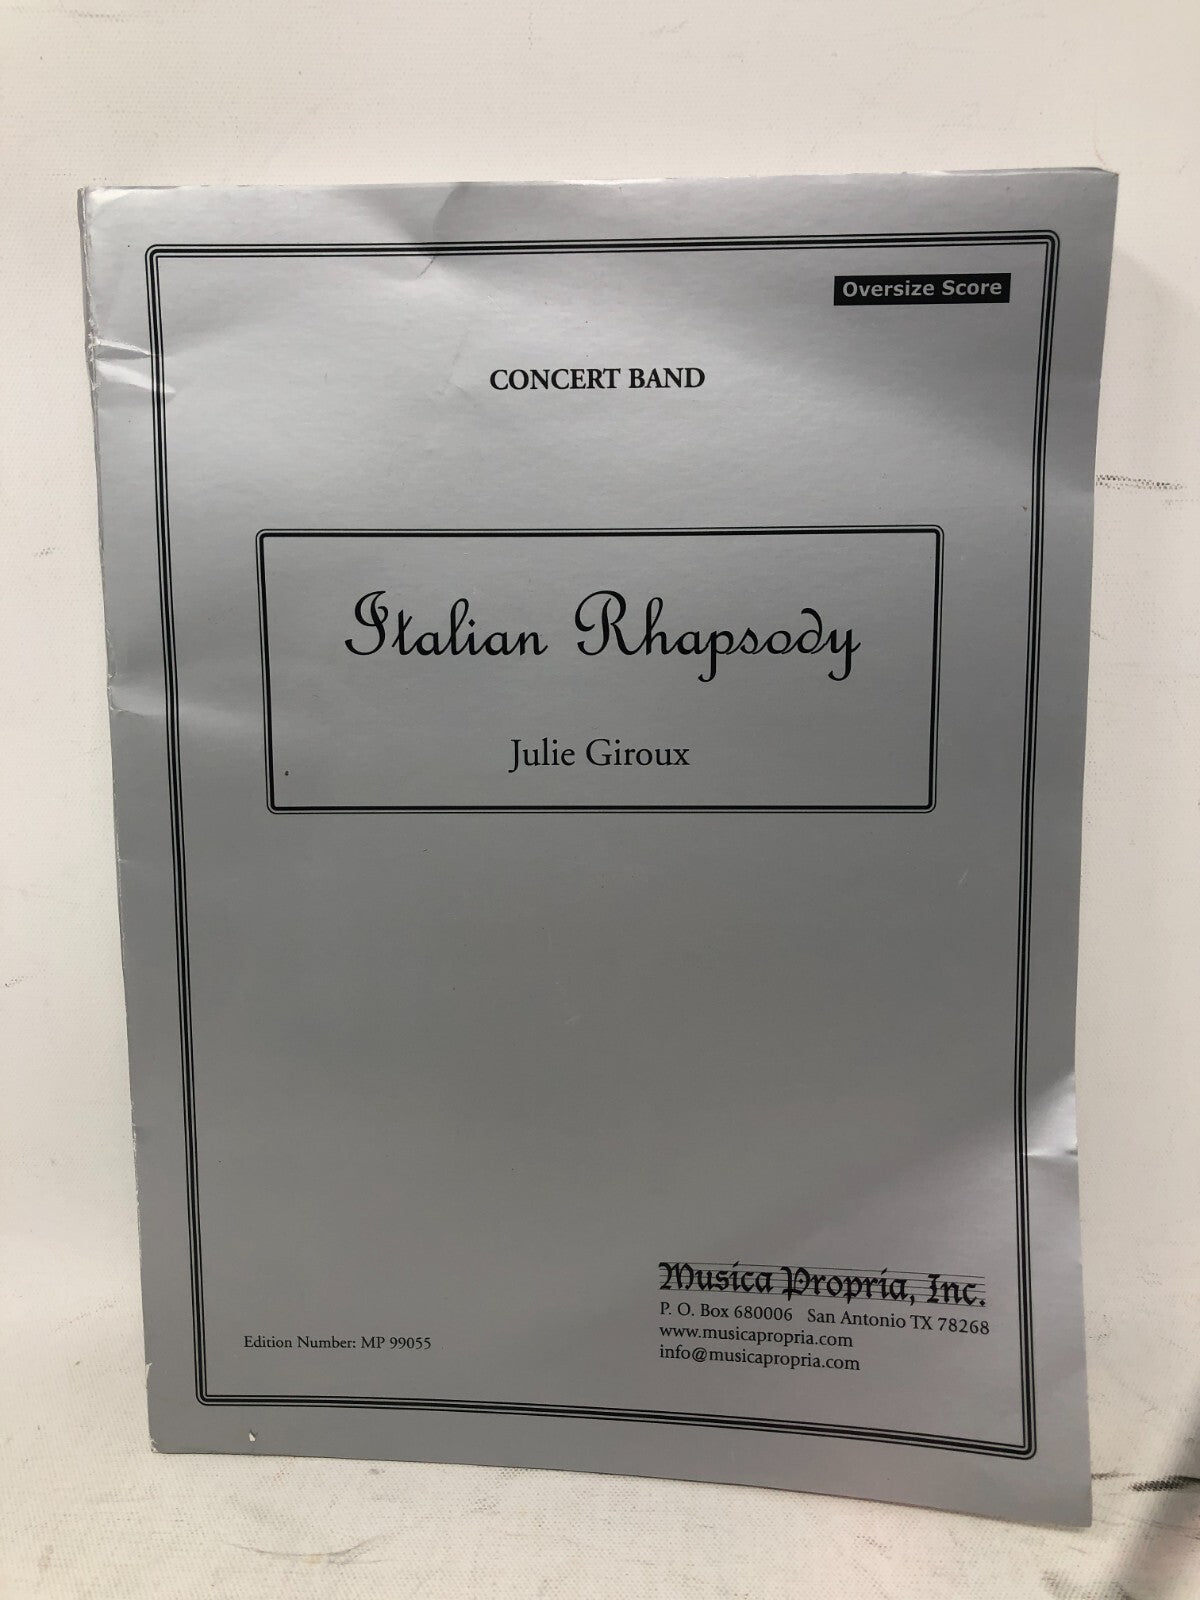 Oversize Score
CONCERT BAND
Italian Rhapsody
Julie Giroux
Musica Propria, Inc.
P. O. Box 680006 San Antonio TX 78268
www.musicapropria.com
info@musicapropria.com
Edition Number: MP 99055